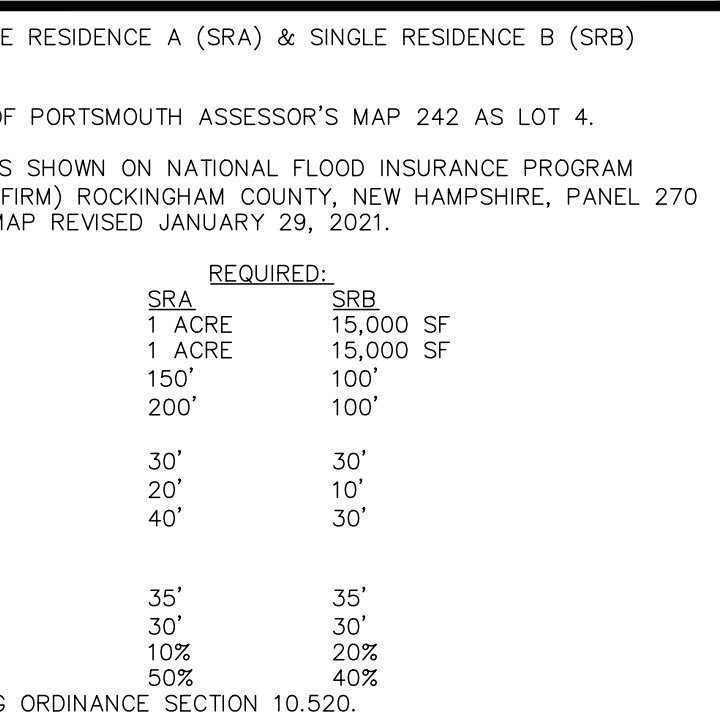 E RESIDENCE A (SRA) & SINGLE RESIDENCE B (SRB)
OF PORTSMOUTH ASSESSOR'S MAP 242 AS LOT 4.
S SHOWN ON NATIONAL FLOOD INSURANCE PROGRAM
FIRM) ROCKINGHAM COUNTY, NEW HAMPSHIRE, PANEL 270
MAP REVISED JANUARY 29, 2021.
REQUIRED:
SRA SRB
1 ACRE 15,000 SF
1 ACRE 15,000 SF
150' 100'
200' 100'
30' 30'
20' 10'
40' 30'
35' 35'
30' 30'
10% 20%
50% 40%
G ORDINANCE SECTION 10.520.